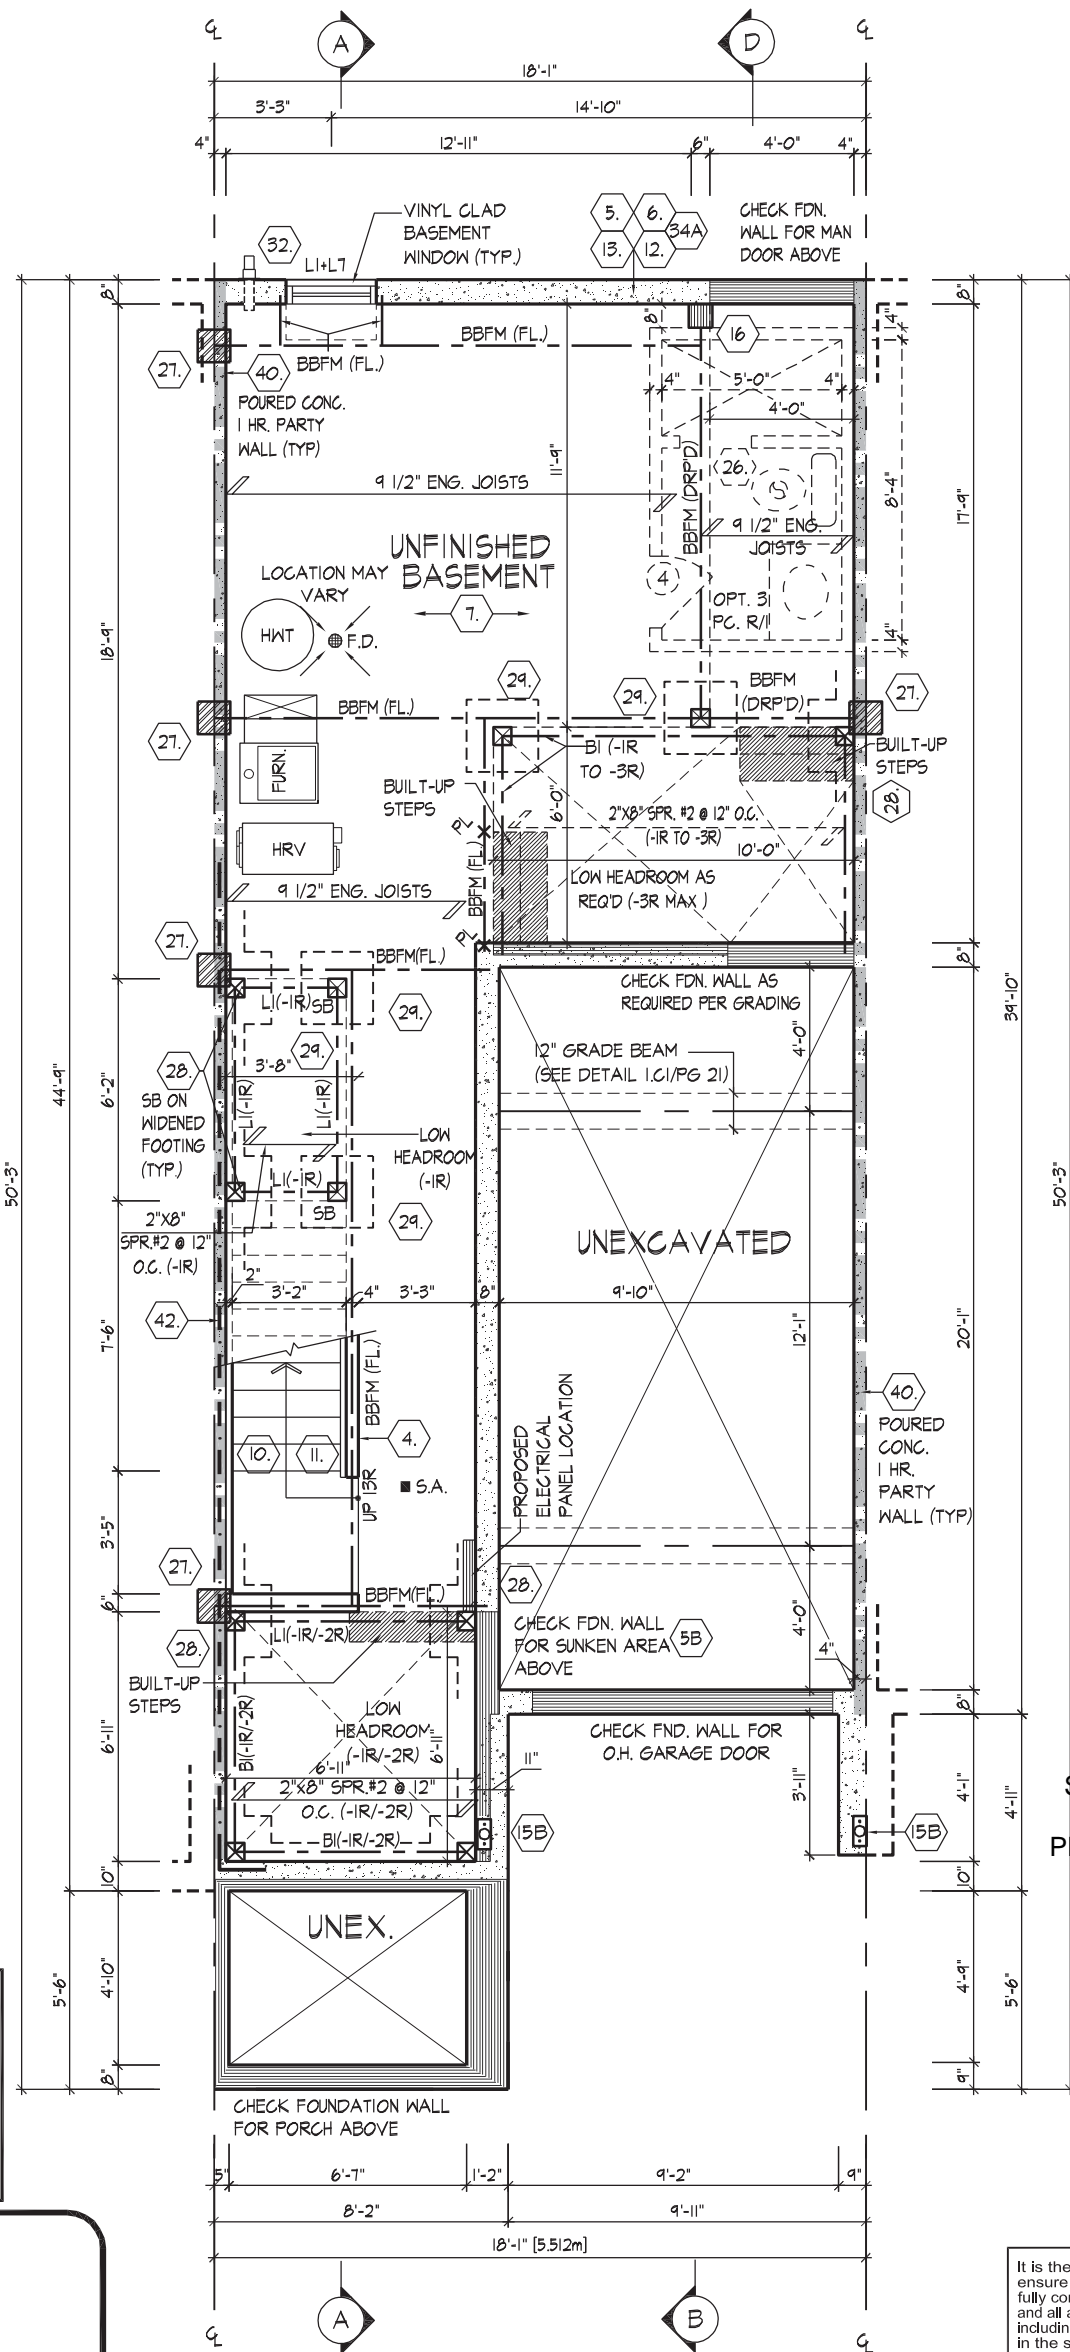 A
D
18'-1"
3'-3"
14'-10"
4"
12'-11"
6"
4'-0"
4"
VINYL CLAD
BASEMENT
WINDOW (TYP.)
32.
L1+L7
5.
6.
34A
13.
12.
CHECK FDN.
WALL FOR MAN
DOOR ABOVE
8"
8"
8"
4"
BBFM (FL.)
16
27.
40.
BBFM (FL.)
4"
5'-0"
4"
4'-0"
POURED CONC.
1 HR. PARTY
WALL (TYP)
11'-9"
BBFM (DRP'D)
26.
9 1/2" ENG. JOISTS
8'-4"
17'-9"
9 1/2" ENG.
JOISTS
UNFINISHED
BASEMENT
LOCATION MAY
VARY
7.
4
OPT. 3
PC. R/I
HWT
F.D.
4"
18'-9"
29.
29.
BBFM
(DRP'D)
27.
BBFM (FL.)
27.
FURN.
B1 (-1R
TO -3R)
BUILT-UP
STEPS
BUILT-UP
STEPS
28.
6'-0"
2"X8" SPR. #2 @ 12" O.C.
(-1R TO -3R)
PL
HRV
10'-0"
BBFM (FL.)
LOW HEADROOM AS
REQ'D (-3R MAX )
9 1/2" ENG. JOISTS
27.
PL
BBFM(FL.)
8"
39'-10"
CHECK FDN. WALL AS
REQUIRED PER GRADING
L1(-1R)
SB
29.
4'-0"
12" GRADE BEAM
(SEE DETAIL 1.C1/PG 21)
29.
3'-8"
28.
44'-9"
6'-2"
SB ON
WIDENED
FOOTING
(TYP.)
L1(-1R)
L1(-1R)
LOW
HEADROOM
(-1R)
50'-3"
50'-3"
L1(-1R)
SB
29.
2"X8"
SPR.#2 @ 12"
O.C. (-1R)
UNEXCAVATED
2"
3'-2"
4"
3'-3"
8"
9'-10"
42.
7'-6"
12'-1"
20'-1"
BBFM (FL.)
40.
POURED
CONC.
1 HR.
PARTY
WALL (TYP)
PROPOSED
ELECTRICAL
PANEL LOCATION
10.
11.
4.
UP 13R
S.A.
3'-5"
27.
BBFM(FL.)
28.
6"
L1(-1R/-2R)
CHECK FDN. WALL
FOR SUNKEN AREA
ABOVE
5B
4'-0"
4"
28.
BUILT-UP
STEPS
B1(-1R/-2R)
LOW
HEADROOM
(-1R/-2R)
6'-11"
6'-11"
6'-11"
2"X8" SPR.#2 @ 12"
O.C. (-1R/-2R)
B1(-1R/-2R)
CHECK FND. WALL FOR
O.H. GARAGE DOOR
8"
11"
3'-11"
4'-1"
4'-11"
15B
15B
10"
10"
UNEX.
4'-10"
5'-6"
4'-9"
5'-6"
8"
9"
CHECK FOUNDATION WALL
FOR PORCH ABOVE
5"
6'-7"
1'-2"
9'-2"
9"
8'-2"
9'-11"
18'-1" [5.512m]
A
B
It is the
ensure
and all a
in the s